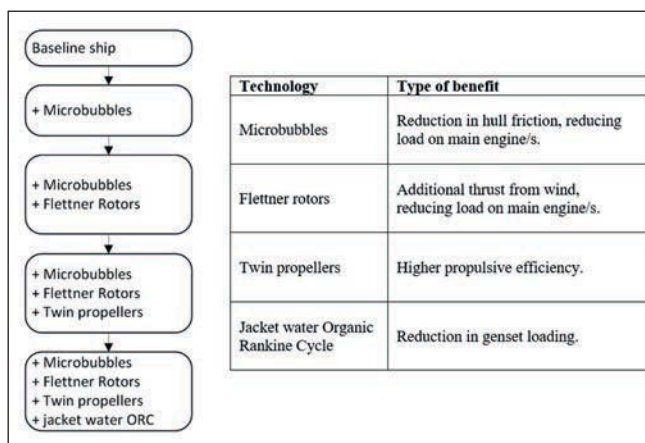 Baseline ship
+ Microbubbles
+ Microbubbles
+ Flettner Rotors
+ Microbubbles
+ Flettner Rotors
+ Twin propellers
+ Microbubbles
+ Flettner Rotors
+ Twin propellers
+ jacket water ORC
Technology Type of benefit
Microbubbles Reduction in hull friction, reducing
load on main engine/s.
Flettner rotors Additional thrust from wind,
reducing load on main engine/s.
Twin propellers Higher propulsive efficiency.
Jacket water Organic
Rankine Cycle Reduction in genset loading.